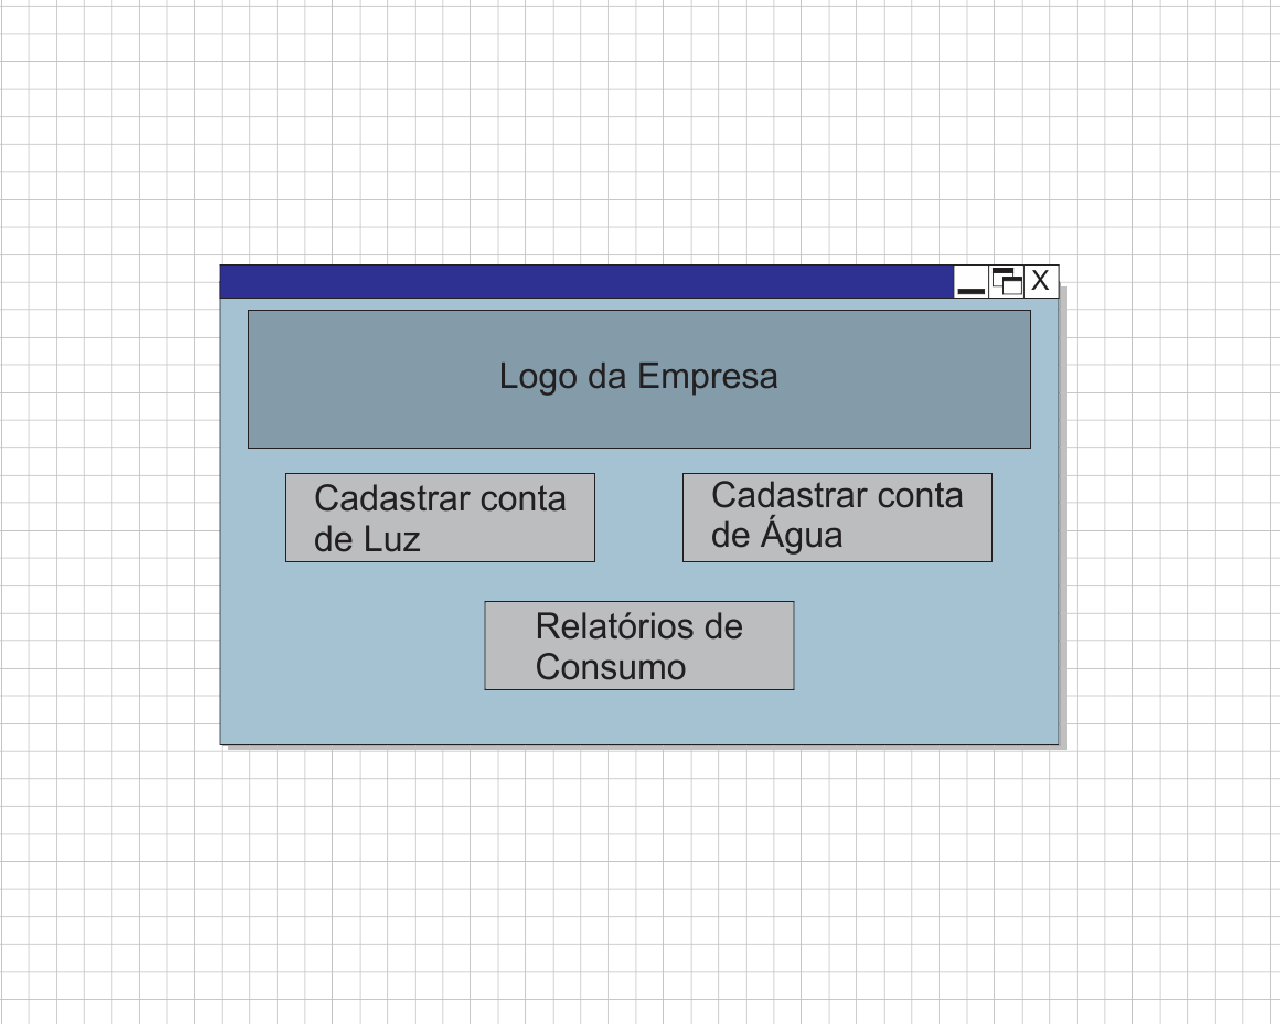 X
Logo da Empresa
Cadastrar conta
de Luz
Cadastrar conta
de Água
Relatórios de
Consumo